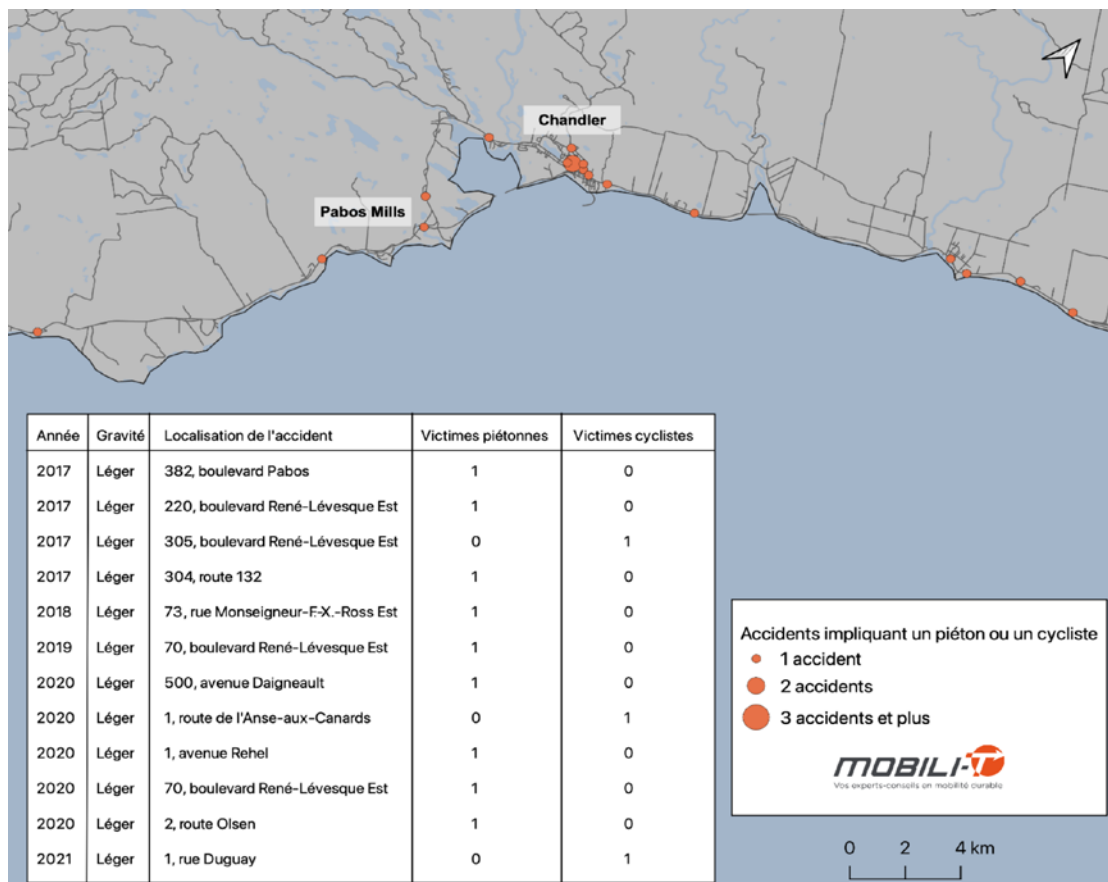 Chandler
Pabos Mills
Année Gravité Localisation de l'accident Victimes piétonnes Victimes cyclistes
2017 Léger 382, boulevard Pabos 1 0
2017 Léger 220, boulevard René-Lévesque Est 1 0
2017 Léger 305, boulevard René-Lévesque Est 0 1
2017 Léger 304, route 132 1 0
2018 Léger 73, rue Monseigneur-F.-X.-Ross Est 1 0
2019 Léger 70, boulevard René-Lévesque Est 1 0
2020 Léger 500, avenue Daigneault 1 0
2020 Léger 1, route de l'Anse-aux-Canards 0 1
2020 Léger 1, avenue Rehel 1 0
2020 Léger 70, boulevard René-Lévesque Est 1 0
2020 Léger 2, route Olsen 1 0
2021 Léger 1, rue Duguay 0 1
Accidents impliquant un piéton ou un cycliste
1 accident
2 accidents
3 accidents et plus
MOBILI-T
Vos experts-conseils en mobilité durable
0 2 4 km